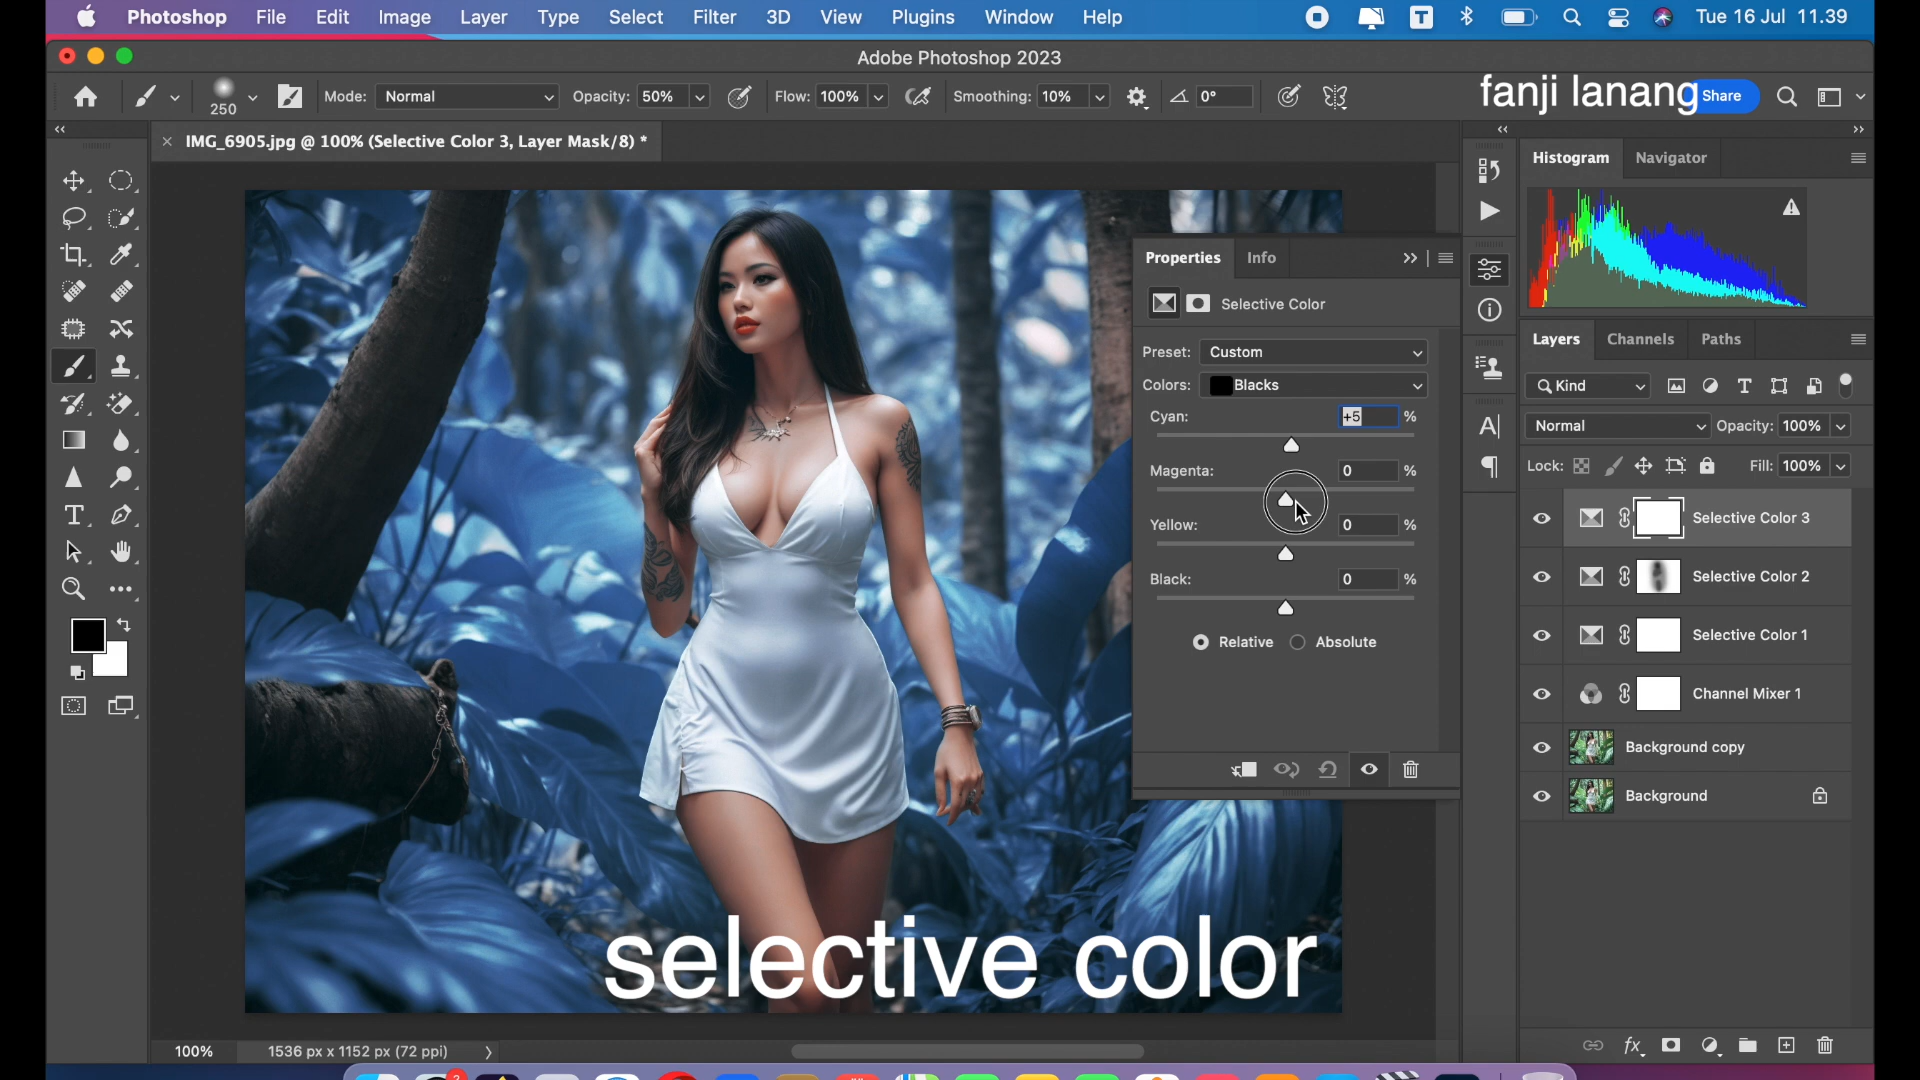 Photoshop File Edit Image Layer Type Select Filter 3D View Plugins Window Help T Tue 16 Jul 11.39
Adobe Photoshop 2023
250 Mode: Normal Opacity: 50% Flow: 100% Smoothing: 10% 0° fanji lanang Share
IMG_6905.jpg @ 100% (Selective Color 3, Layer Mask/8) *
Histogram Navigator
Properties Info
Selective Color
Preset: Custom
Colors: Blacks
Cyan: +5 %
Magenta: 0 %
Yellow: 0 %
Black: 0 %
Relative Absolute
Layers Channels Paths
Kind
Normal Opacity: 100%
Lock: Fill: 100%
Selective Color 3
Selective Color 2
Selective Color 1
Channel Mixer 1
Background copy
Background
selective color
100% 1536 px x 1152 px (72 ppi)
2